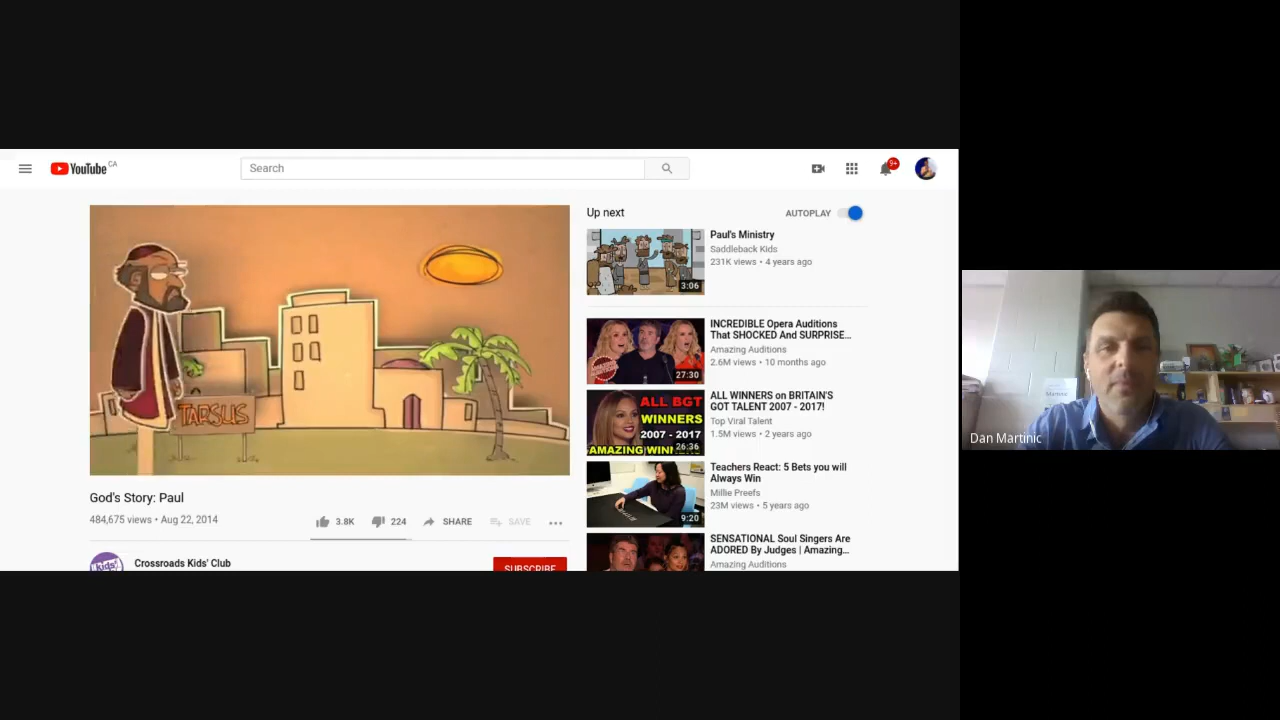 YouTube CA
Search
9+
TARSUS
God's Story: Paul
484,675 views • Aug 22, 2014
3.8K
224
SHARE
SAVE
Crossroads Kids' Club
SUBSCRIBE
Up next
AUTOPLAY
3:06
Paul's Ministry
Saddleback Kids
231K views • 4 years ago
27:30
INCREDIBLE Opera Auditions
That SHOCKED And SURPRISE...
Amazing Auditions
2.6M views • 10 months ago
ALL BGT
WINNERS
2007 - 2017
AMAZING WINNERS
26:36
ALL WINNERS on BRITAIN'S
GOT TALENT 2007 - 2017!
Top Viral Talent
1.5M views • 2 years ago
9:20
Teachers React: 5 Bets you will
Always Win
Millie Preefs
23M views • 5 years ago
SENSATIONAL Soul Singers Are
ADORED By Judges | Amazing...
Amazing Auditions
Dan Martinic